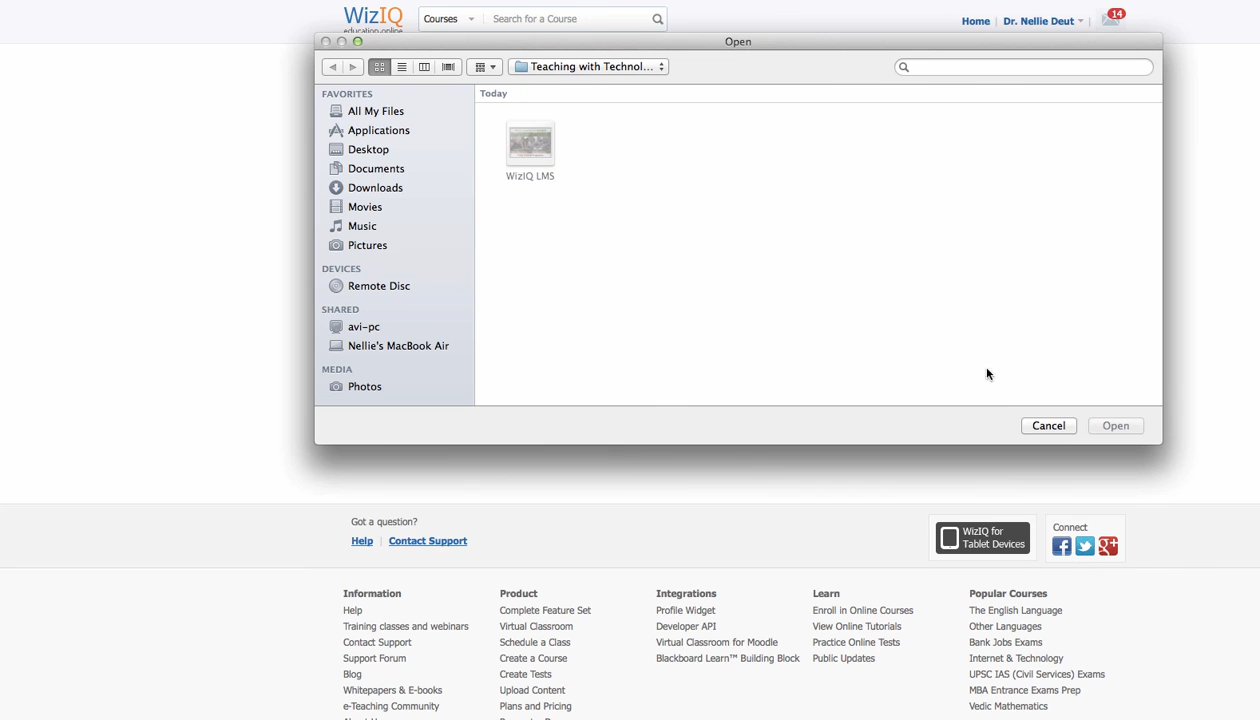 WizIQ
education.online
Courses
Search for a Course
Home
Dr. Nellie Deut
14
Open
Teaching with Technol...
FAVORITES
All My Files
Applications
Desktop
Documents
Downloads
Movies
Music
Pictures
DEVICES
Remote Disc
SHARED
avi-pc
Nellie's MacBook Air
MEDIA
Photos
Today
WizIQ LMS
Cancel
Open
Got a question?
Help | Contact Support
WizIQ for
Tablet Devices
Connect
Information
Help
Training classes and webinars
Contact Support
Support Forum
Blog
Whitepapers & E-books
e-Teaching Community
Product
Complete Feature Set
Virtual Classroom
Schedule a Class
Create a Course
Create Tests
Upload Content
Plans and Pricing
Integrations
Profile Widget
Developer API
Virtual Classroom for Moodle
Blackboard Learn™ Building Block
Learn
Enroll in Online Courses
View Online Tutorials
Practice Online Tests
Public Updates
Popular Courses
The English Language
Other Languages
Bank Jobs Exams
Internet & Technology
UPSC IAS (Civil Services) Exams
MBA Entrance Exams Prep
Vedic Mathematics